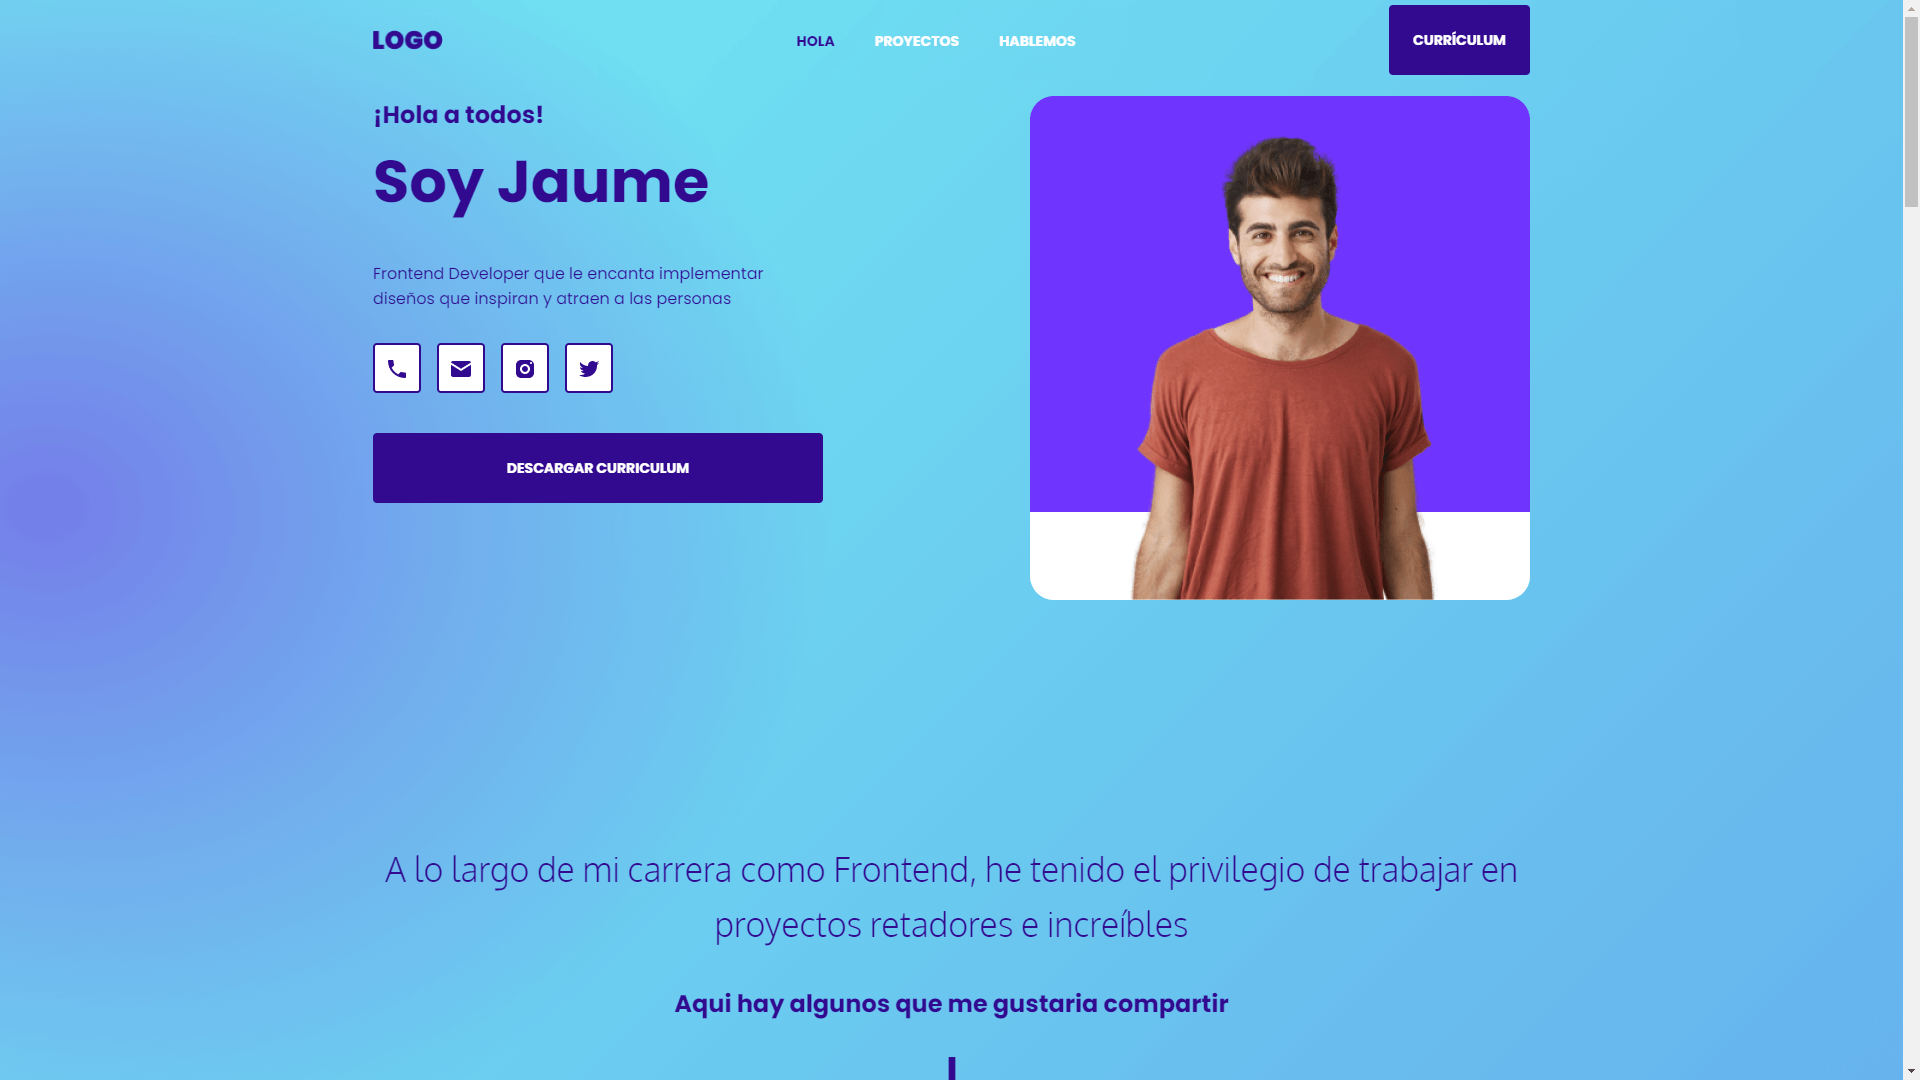 LOGO
HOLA
PROYECTOS
HABLEMOS
CURRÍCULUM
¡Hola a todos!
Soy Jaume
Frontend Developer que le encanta implementar
diseños que inspiran y atraen a las personas
DESCARGAR CURRICULUM
A lo largo de mi carrera como Frontend, he tenido el privilegio de trabajar en
proyectos retadores e increíbles
Aqui hay algunos que me gustaria compartir